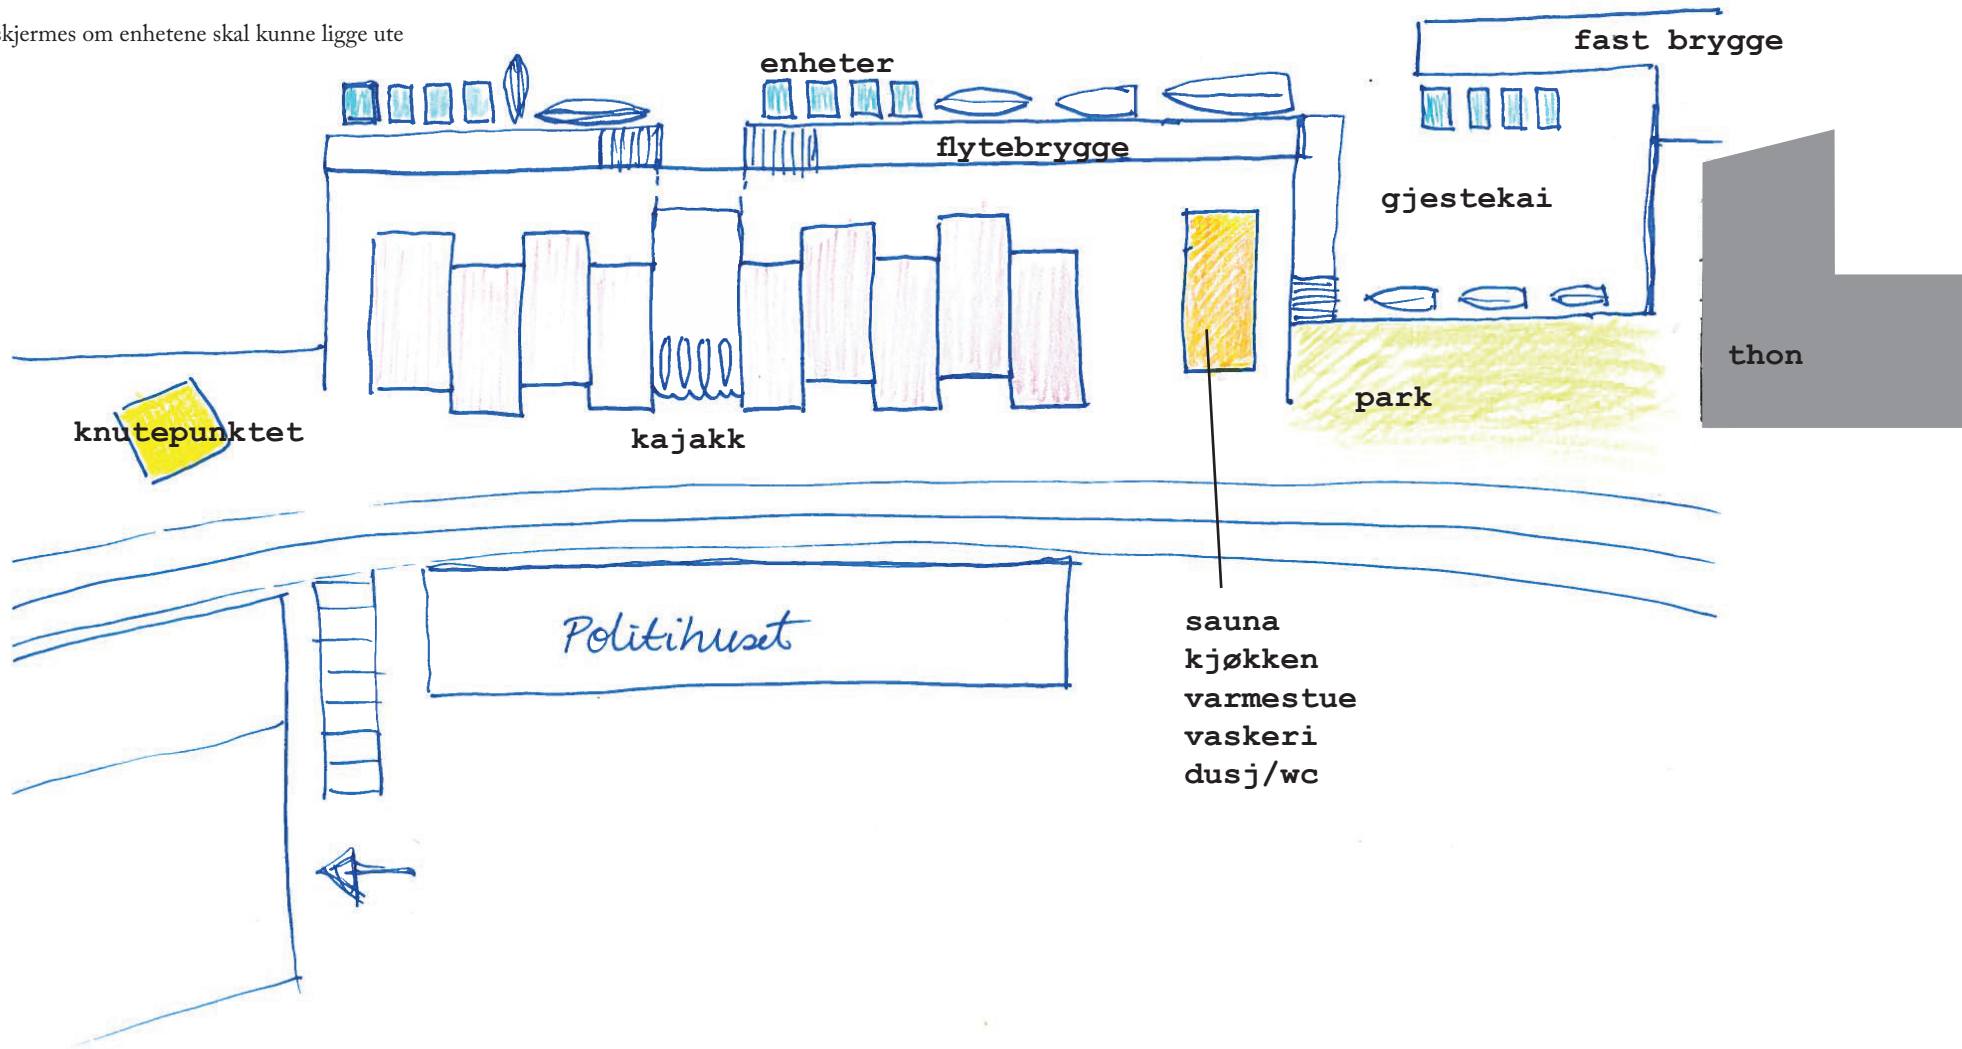 skjermes om enhetene skal kunne ligge ute
fast brygge
enheter
flytebrygge
gjestekai
thon
park
knutepunktet
kajakk
Politihuset
sauna
kjøkken
varmestue
vaskeri
dusj/wc